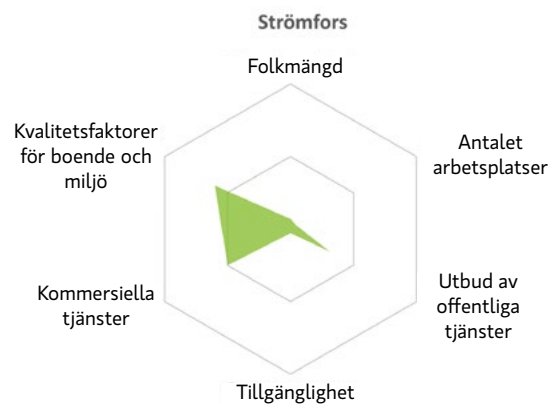 Strömfors
Folkmängd
Kvalitetsfaktorer
för boende och
miljö
Antalet
arbetsplatser
Kommersiella
tjänster
Utbud av
offentliga
tjänster
Tillgänglighet